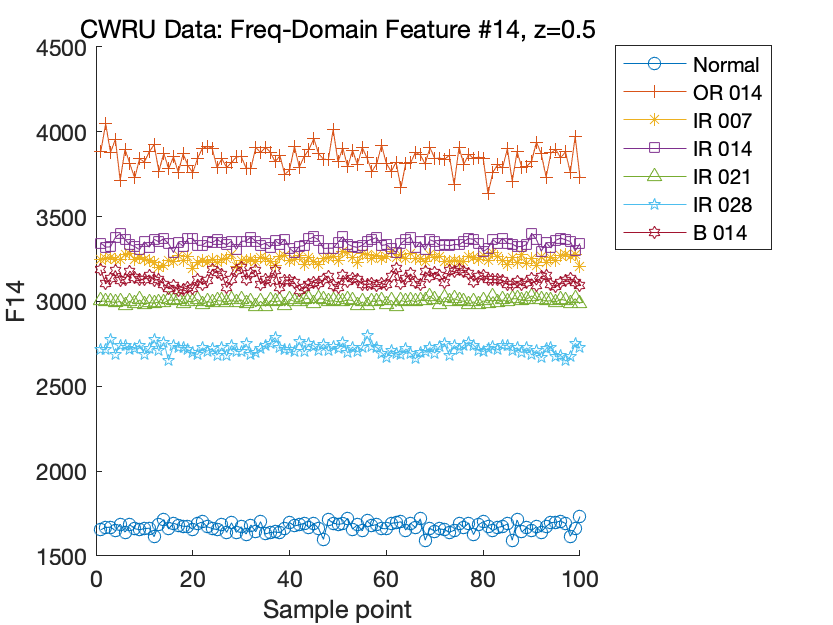 CWRU Data: Freq-Domain Feature #14, z=0.5
4500
4000
3500
3000
2500
2000
1500
F14
0 20 40 60 80 100
Sample point
Normal
OR 014
IR 007
IR 014
IR 021
IR 028
B 014